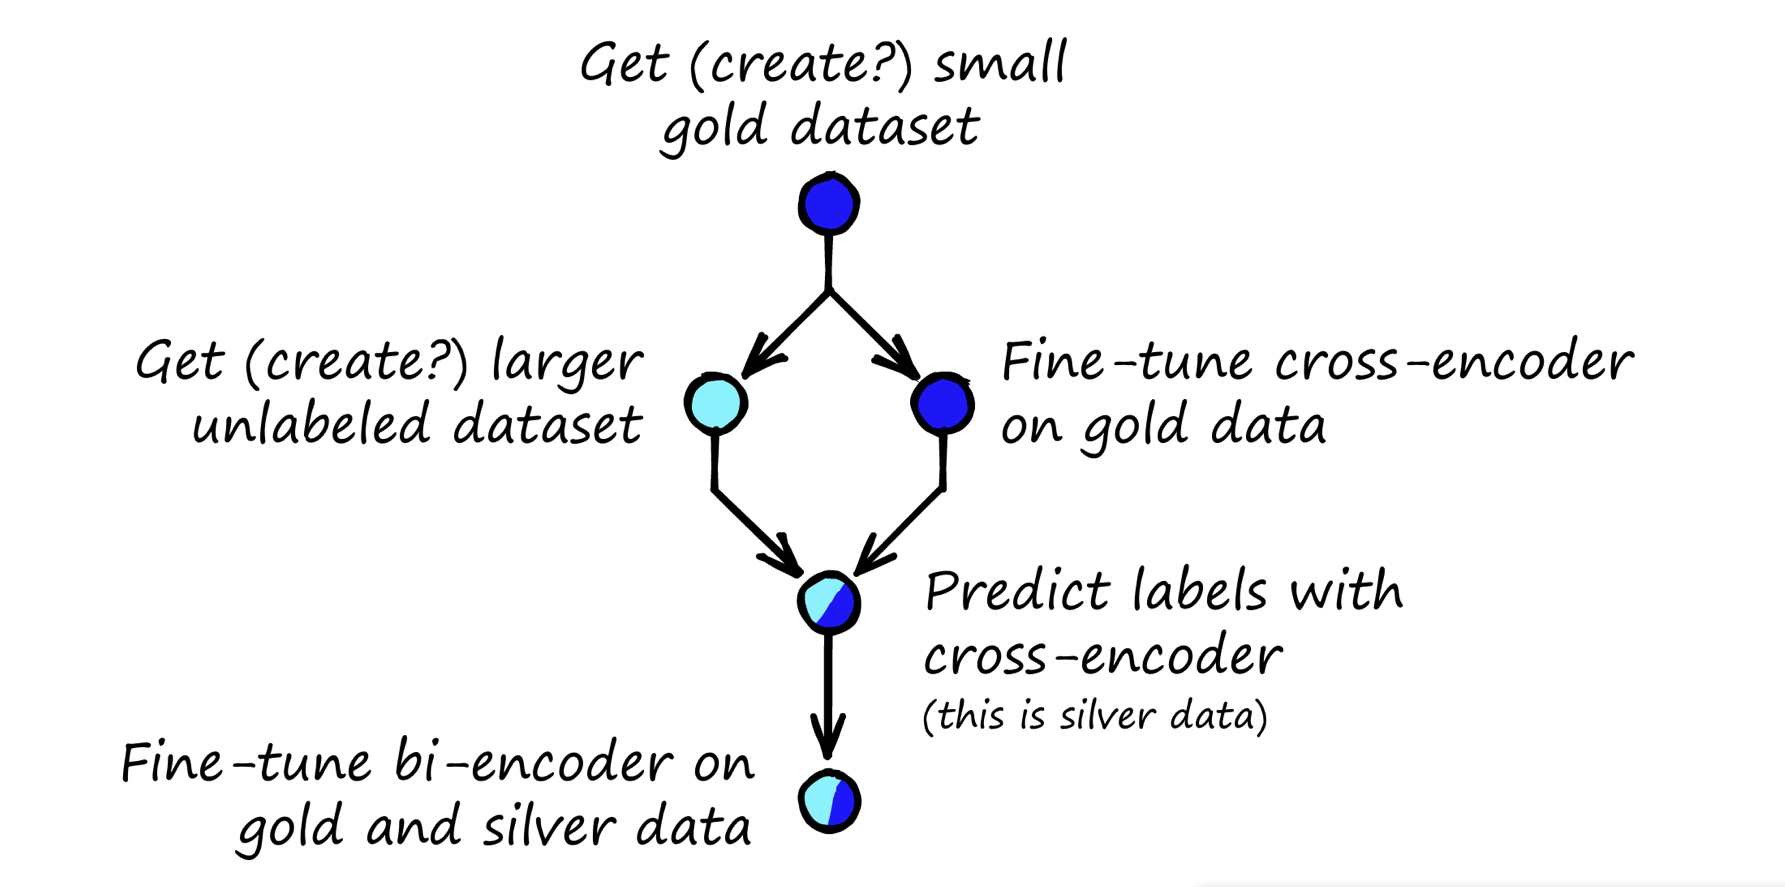 Get (create?) small
gold dataset
Get (create?) larger
unlabeled dataset
Fine-tune cross-encoder
on gold data
Predict labels with
cross-encoder
(this is silver data)
Fine-tune bi-encoder on
gold and silver data